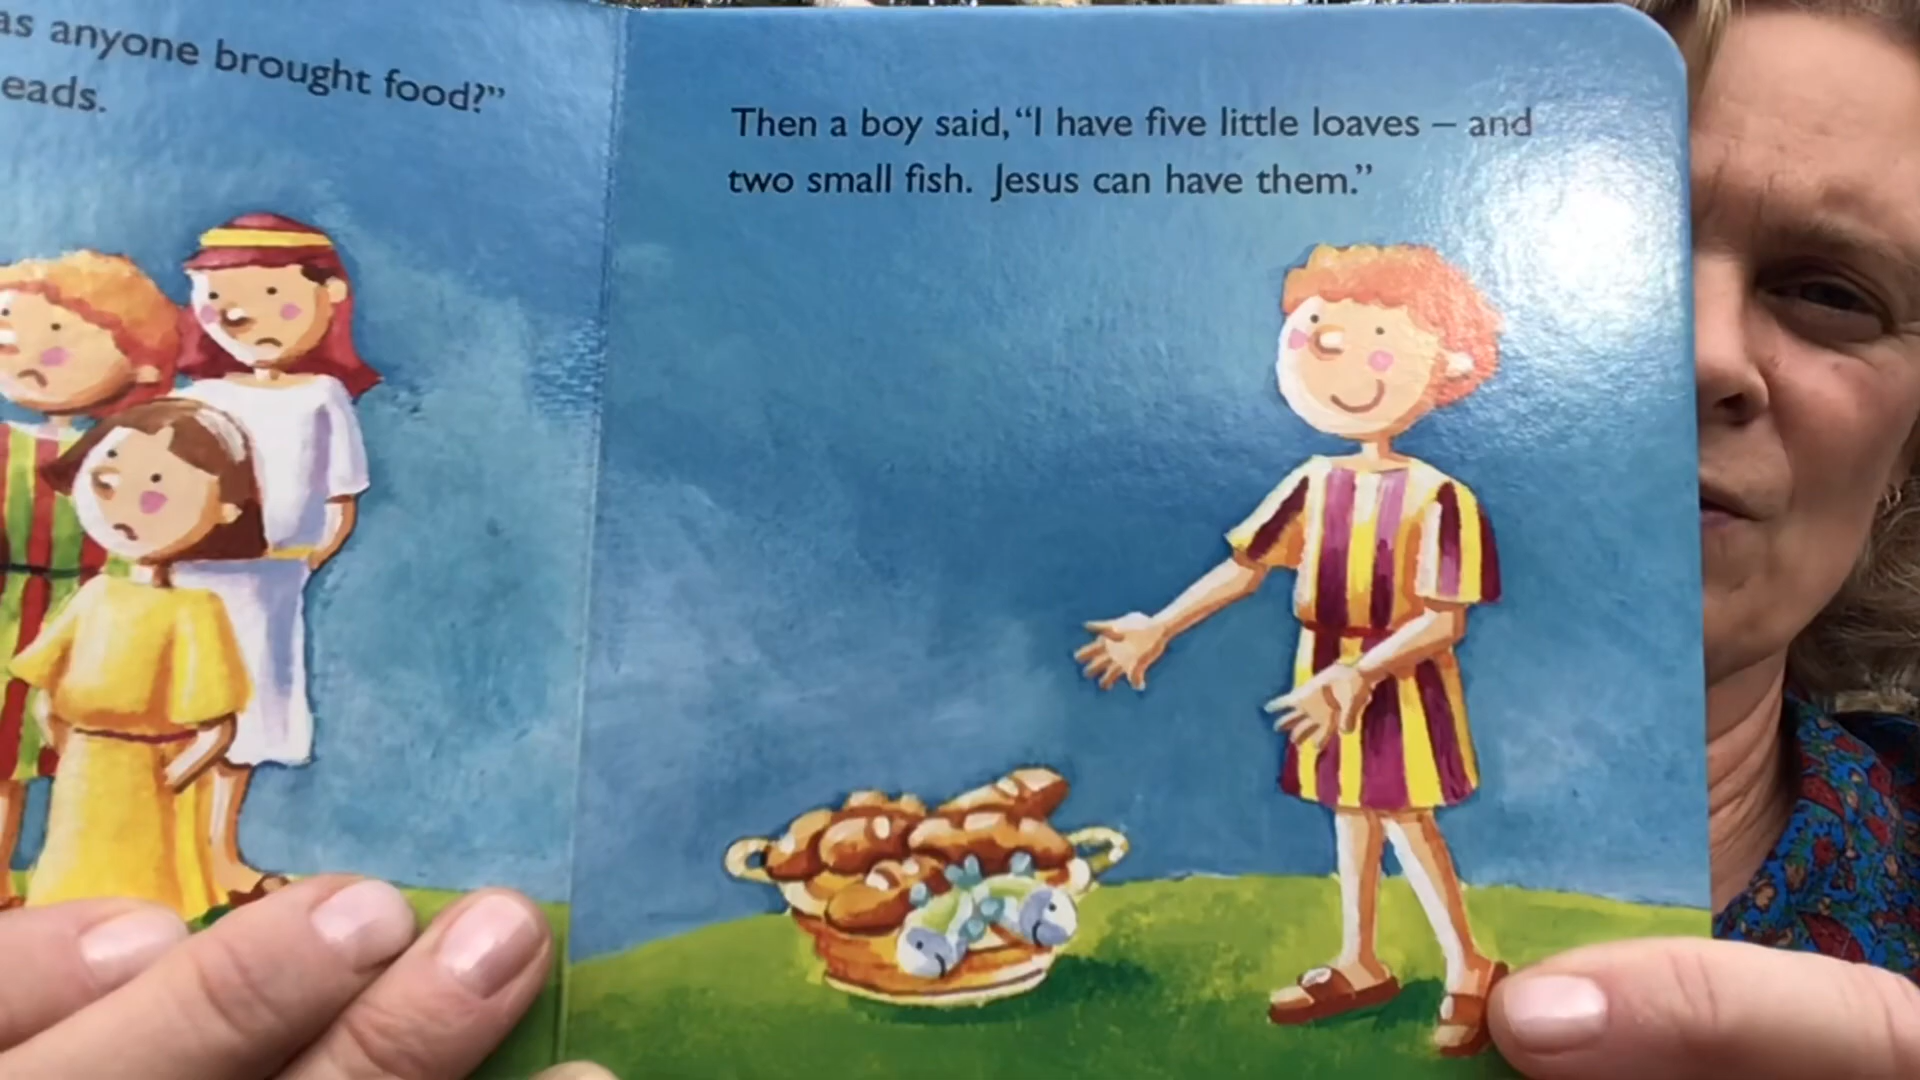 as anyone brought food?”
eads.
Then a boy said, “I have five little loaves – and
two small fish. Jesus can have them.”